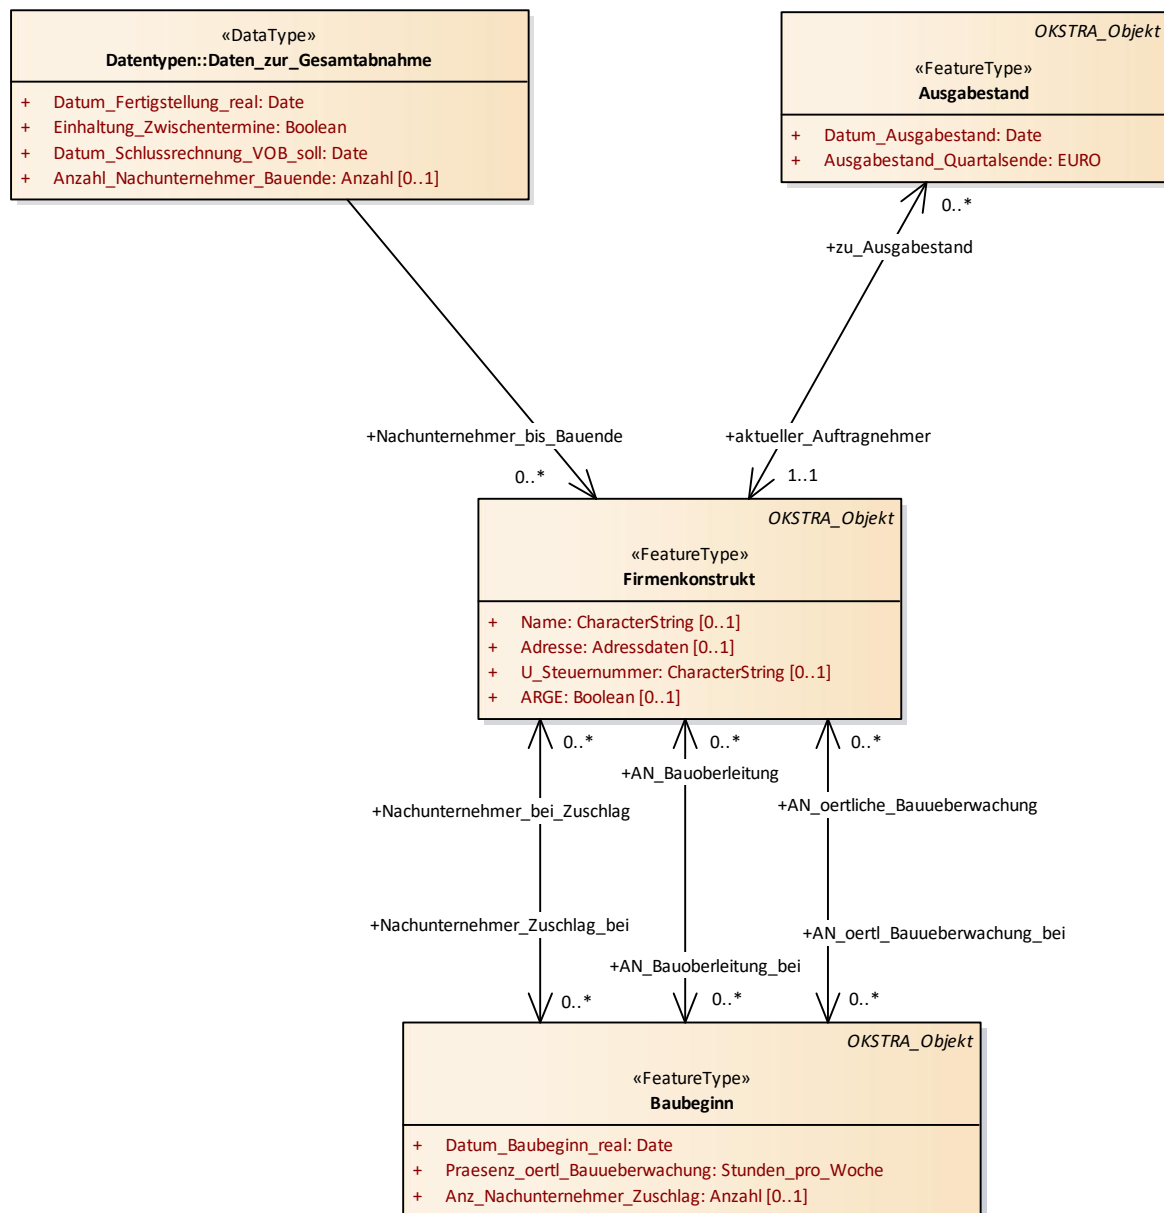 «DataType»
Datentypen::Daten_zur_Gesamtabnahme
+ Datum_Fertigstellung_real: Date
+ Einhaltung_Zwischentermine: Boolean
+ Datum_Schlussrechnung_VOB_soll: Date
+ Anzahl_Nachunternehmer_Bauende: Anzahl [0..1]
OKSTRA_Objekt
«FeatureType»
Ausgabestand
+ Datum_Ausgabestand: Date
+ Ausgabestand_Quartalsende: EURO
0..*
+zu_Ausgabestand
+Nachunternehmer_bis_Bauende
0..*
+aktueller_Auftragnehmer
1..1
OKSTRA_Objekt
«FeatureType»
Firmenkonstrukt
+ Name: CharacterString [0..1]
+ Adresse: Adressdaten [0..1]
+ U_Steuernummer: CharacterString [0..1]
+ ARGE: Boolean [0..1]
0..*
0..*
0..*
+AN_Bauoberleitung
+Nachunternehmer_bei_Zuschlag
+AN_oertliche_Bauueberwachung
+Nachunternehmer_Zuschlag_bei
+AN_oertl_Bauueberwachung_bei
+AN_Bauoberleitung_bei
0..*
0..*
0..*
OKSTRA_Objekt
«FeatureType»
Baubeginn
+ Datum_Baubeginn_real: Date
+ Praesenz_oertl_Bauueberwachung: Stunden_pro_Woche
+ Anz_Nachunternehmer_Zuschlag: Anzahl [0..1]